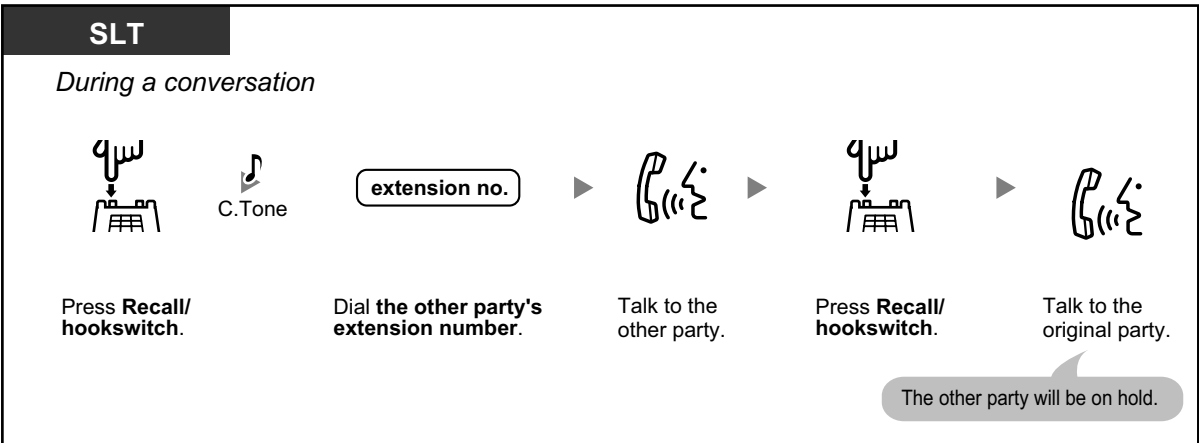 SLT
During a conversation
C.Tone
extension no.
Press Recall/
hookswitch.
Dial the other party's
extension number.
Talk to the
other party.
Press Recall/
hookswitch.
Talk to the
original party.
The other party will be on hold.